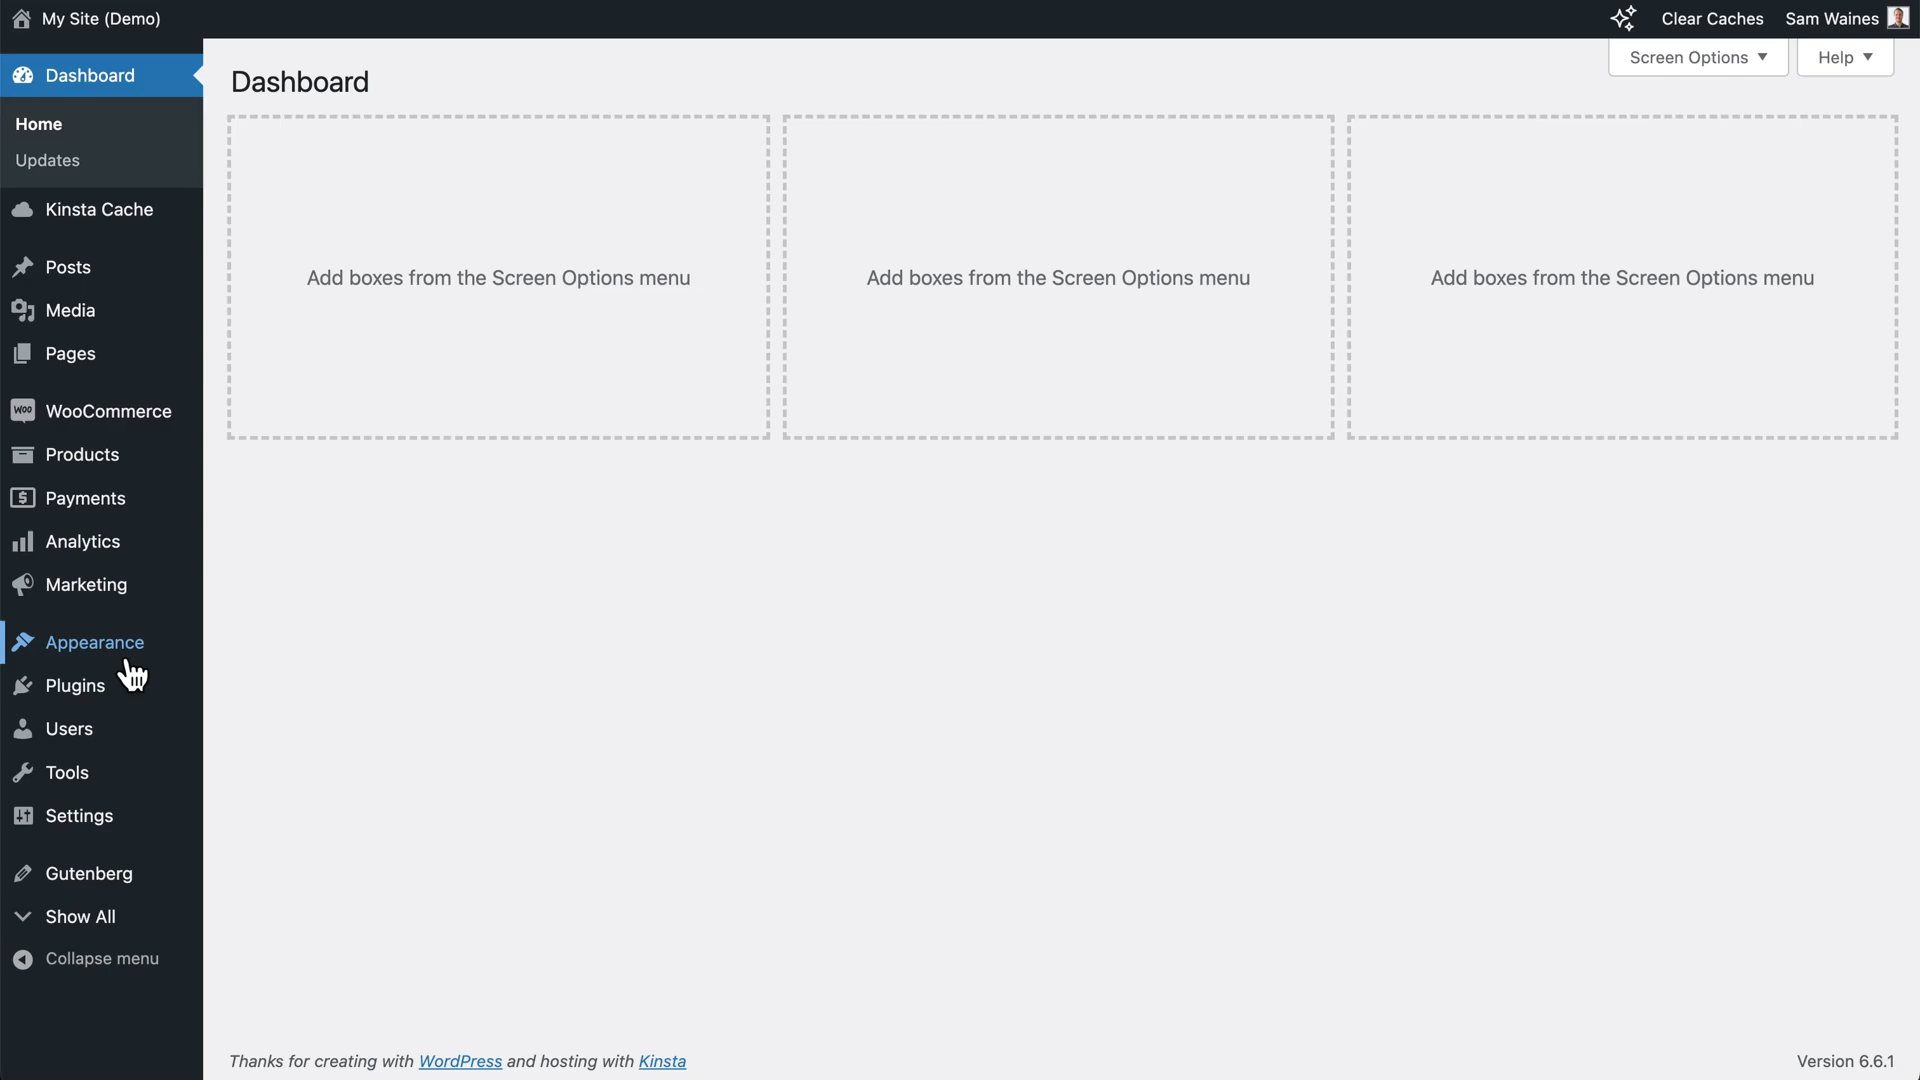 My Site (Demo)
Clear Caches
Sam Waines
Dashboard
Home
Updates
Kinsta Cache
Posts
Media
Pages
WOO WooCommerce
Products
$ Payments
Analytics
Marketing
Appearance
Plugins
Users
Tools
Settings
Gutenberg
Show All
Collapse menu
Screen Options
Help
Dashboard
Add boxes from the Screen Options menu
Add boxes from the Screen Options menu
Add boxes from the Screen Options menu
Thanks for creating with WordPress and hosting with Kinsta
Version 6.6.1